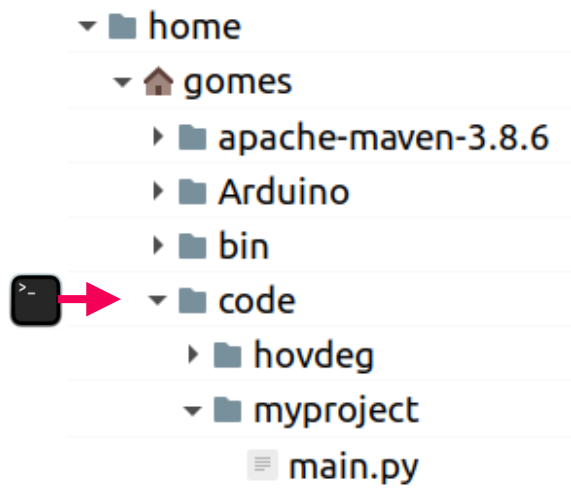 home
gomes
apache-maven-3.8.6
Arduino
bin
>_
code
hovdeg
myproject
main.py